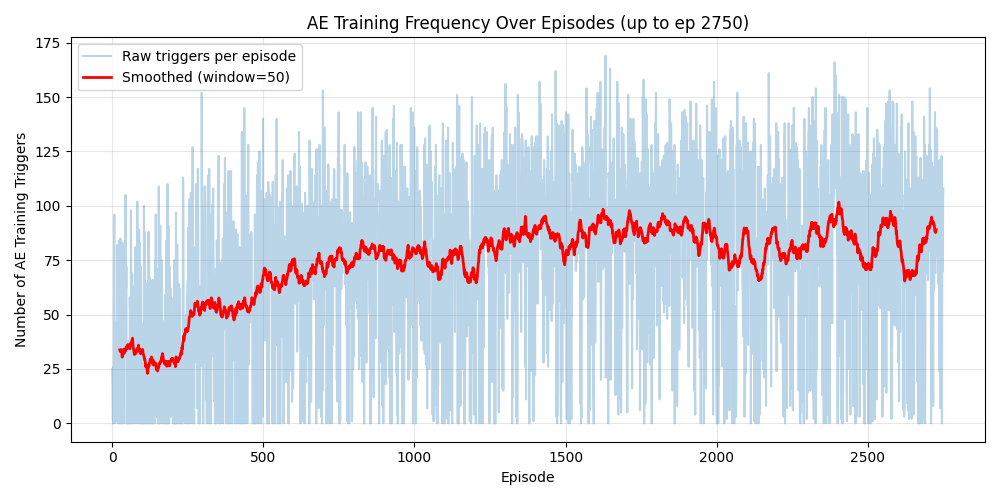 AE Training Frequency Over Episodes (up to ep 2750)
Raw triggers per episode
Smoothed (window=50)
Number of AE Training Triggers
175
150
125
100
75
50
25
0
0 500 1000 1500 2000 2500
Episode